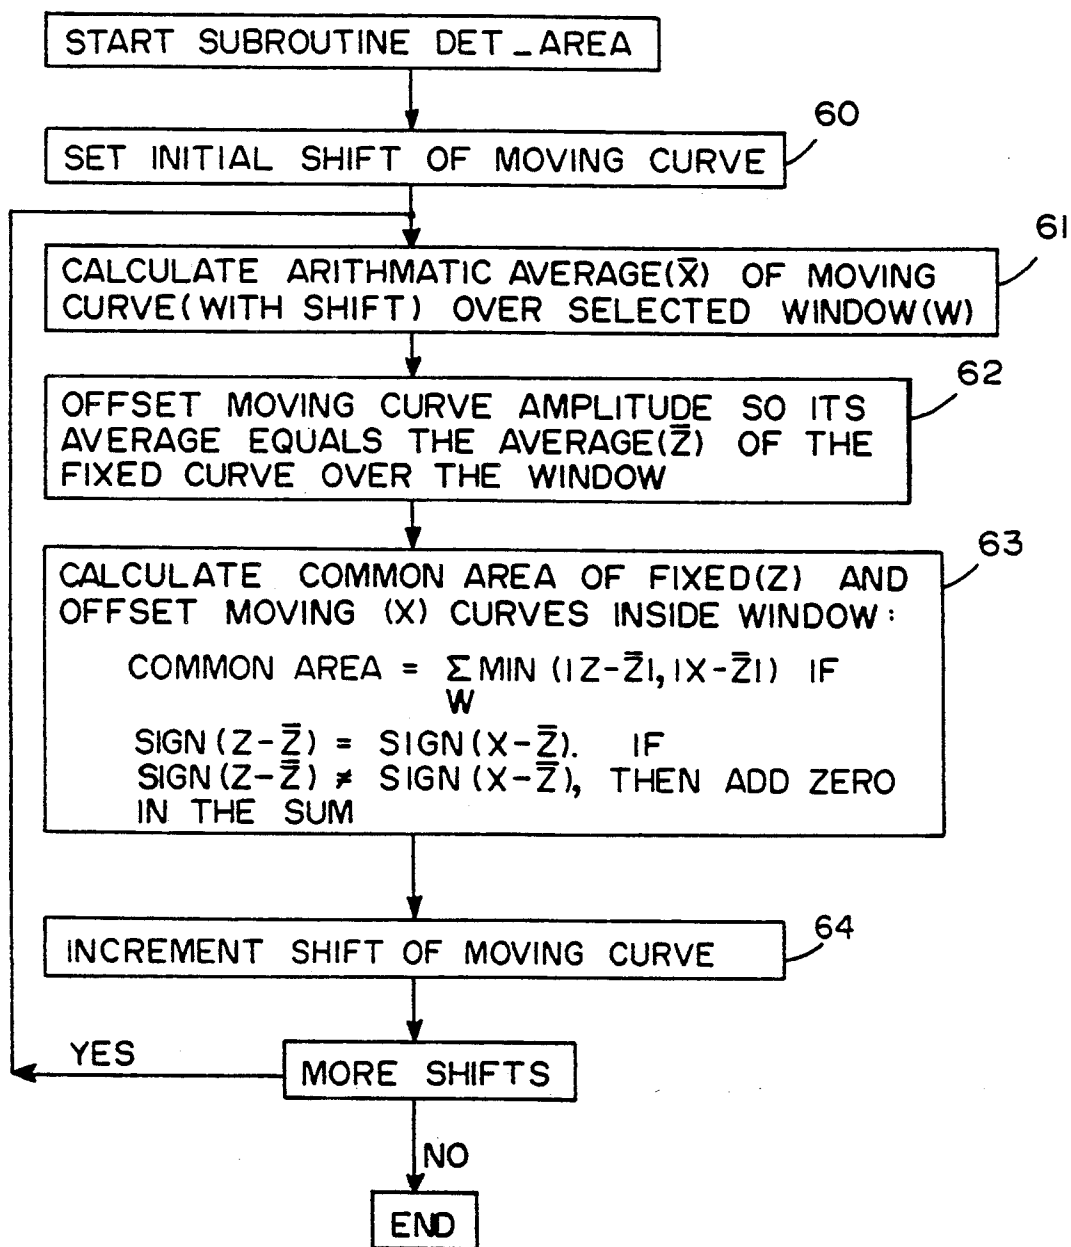 START SUBROUTINE DET_AREA
60
SET INITIAL SHIFT OF MOVING CURVE
61
CALCULATE ARITHMATIC AVERAGE(X̄) OF MOVING
CURVE(WITH SHIFT) OVER SELECTED WINDOW(W)
62
OFFSET MOVING CURVE AMPLITUDE SO ITS
AVERAGE EQUALS THE AVERAGE(Z̄) OF THE
FIXED CURVE OVER THE WINDOW
63
CALCULATE COMMON AREA OF FIXED(Z) AND
OFFSET MOVING (X) CURVES INSIDE WINDOW:
COMMON AREA = Σ MIN (|Z-Z̄|, |X-Z̄|) IF
W
SIGN(Z-Z̄) = SIGN(X-Z̄). IF
SIGN(Z-Z̄) ≠ SIGN(X-Z̄), THEN ADD ZERO
IN THE SUM
64
INCREMENT SHIFT OF MOVING CURVE
YES
MORE SHIFTS
NO
END